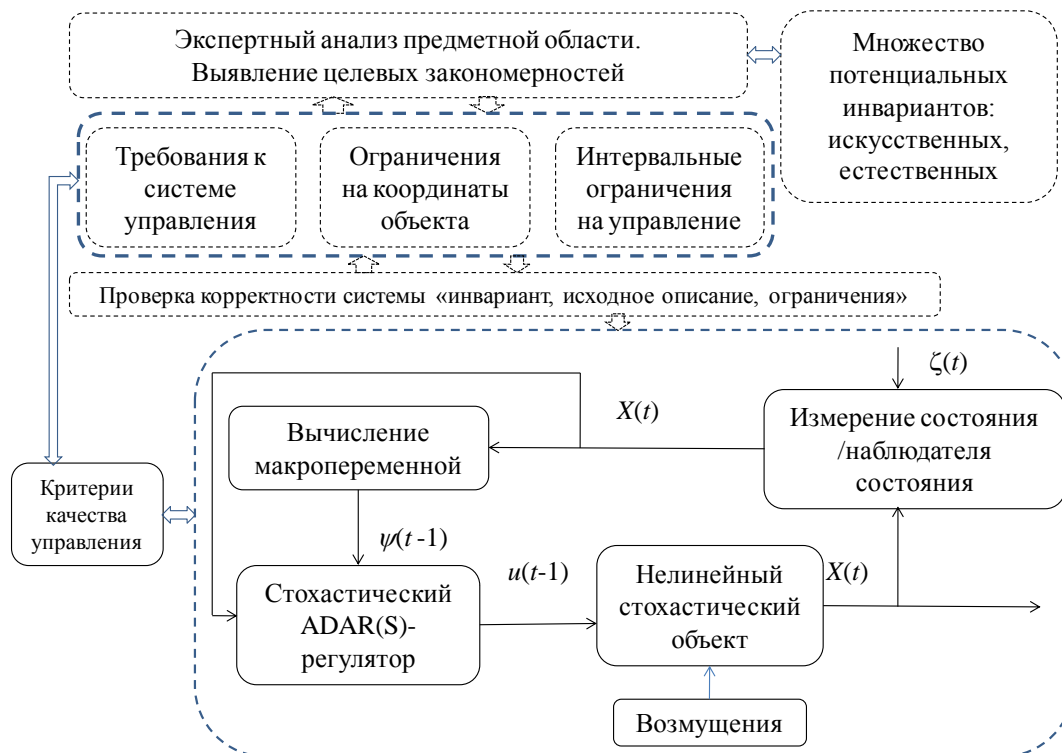 Экспертный анализ предметной области.
Выявление целевых закономерностей
Множество
потенциальных
инвариантов:
искусственных,
естественных
Требования к
системе
управления
Ограничения
на координаты
объекта
Интервальные
ограничения
на управление
Проверка корректности системы «инвариант, исходное описание, ограничения»
ζ(t)
X(t)
Измерение состояния
/наблюдателя
состояния
Вычисление
макропеременной
Критерии
качества
управления
ψ(t -1)
u(t-1)
X(t)
Стохастический
ADAR(S)-
регулятор
Нелинейный
стохастический
объект
Возмущения